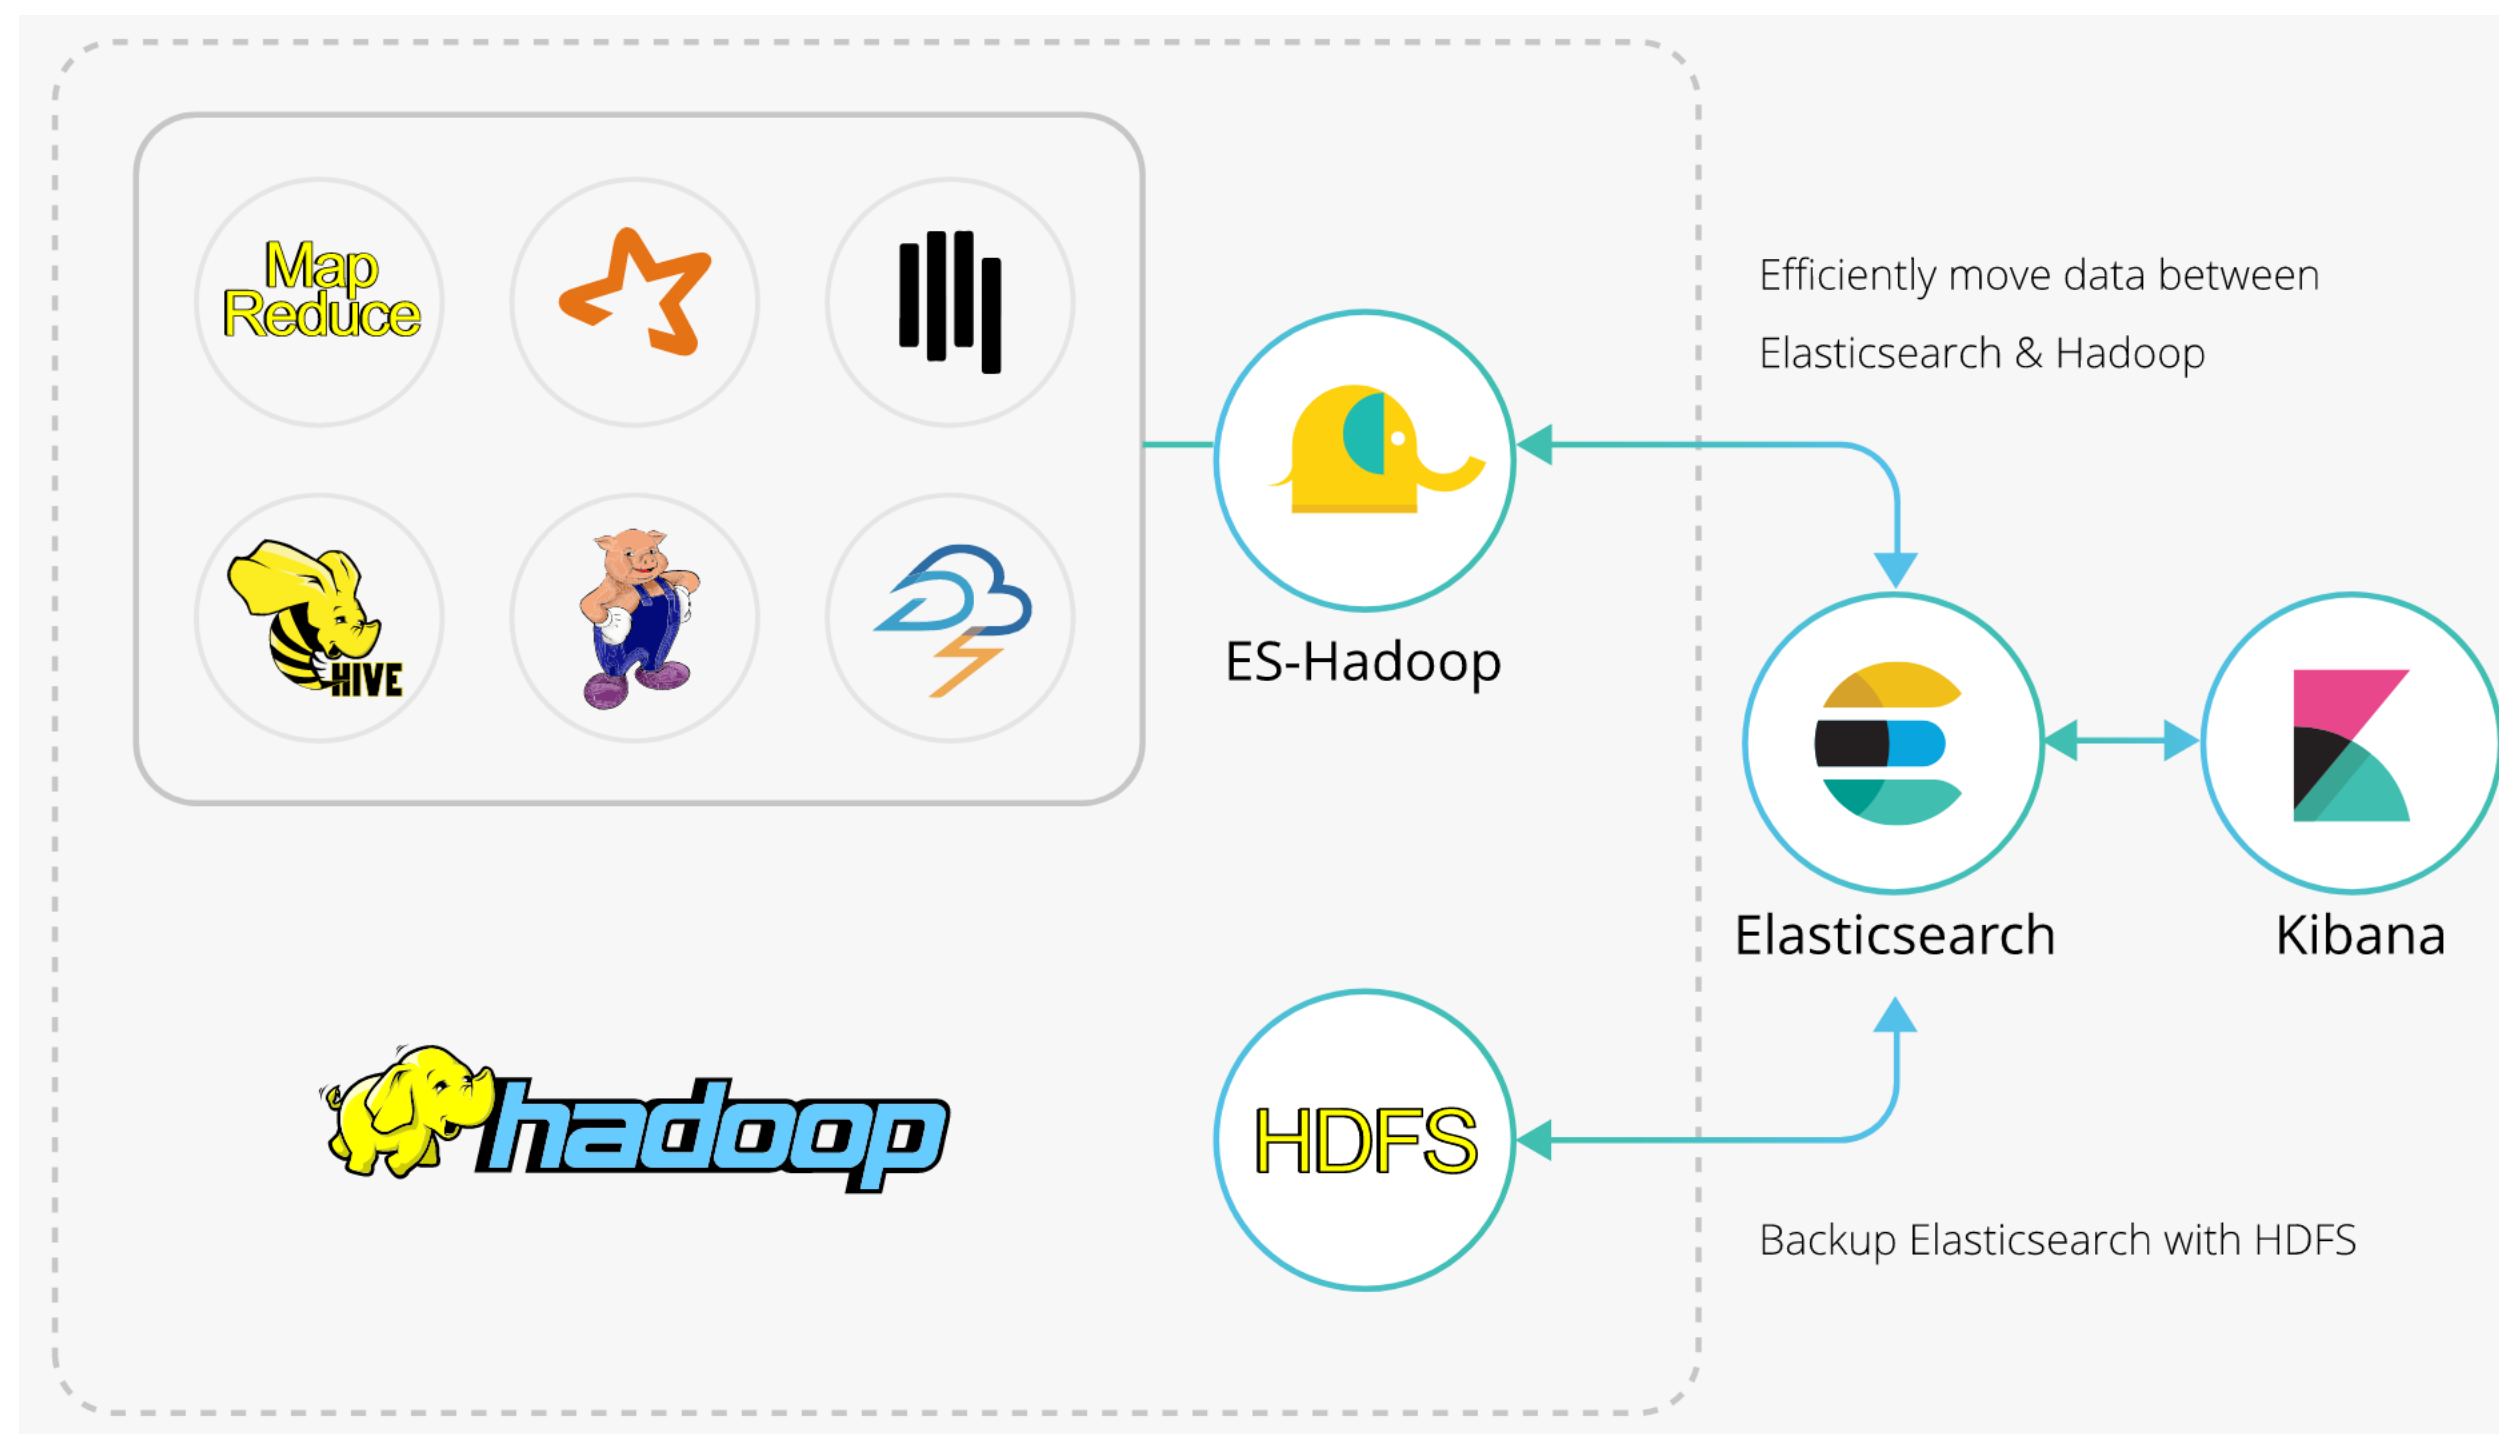 Map
Reduce
HIVE
ES-Hadoop
Efficiently move data between
Elasticsearch & Hadoop
Elasticsearch
Kibana
hadoop
HDFS
Backup Elasticsearch with HDFS